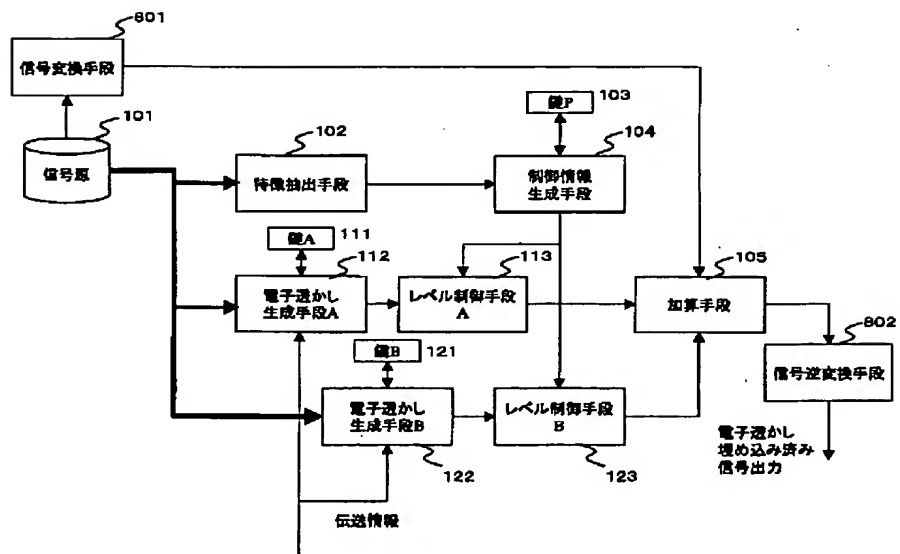 801
信号変換手段
101
信号源
102
特徴抽出手段
鍵P
103
104
制御情報
生成手段
鍵A
111
112
電子透かし
生成手段A
113
レベル制御手段
A
105
加算手段
802
信号逆変換手段
鍵B
121
電子透かし
生成手段B
122
レベル制御手段
B
123
電子透かし
埋め込み済み
信号出力
伝送情報